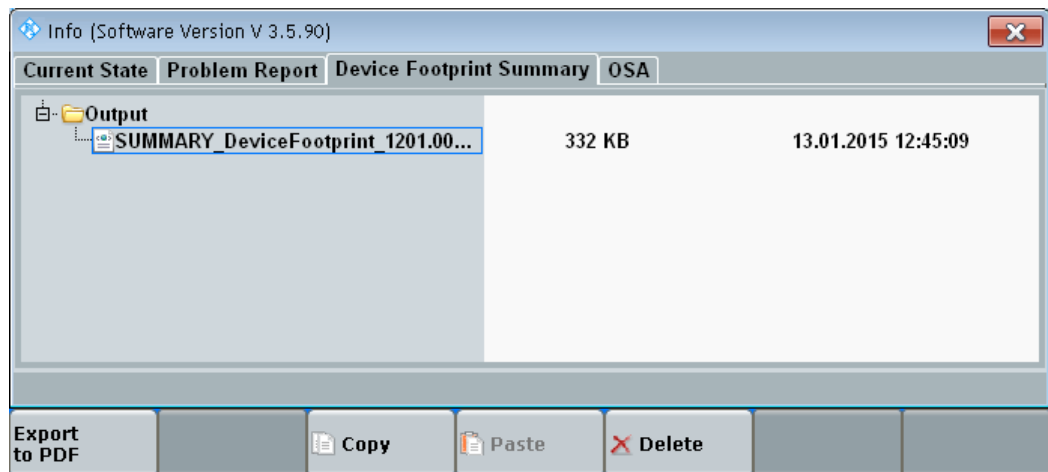 Info (Software Version V 3.5.90)
Current State Problem Report Device Footprint Summary OSA
Output
SUMMARY_DeviceFootprint_1201.00... 332 KB 13.01.2015 12:45:09
Export
to PDF Copy Paste Delete